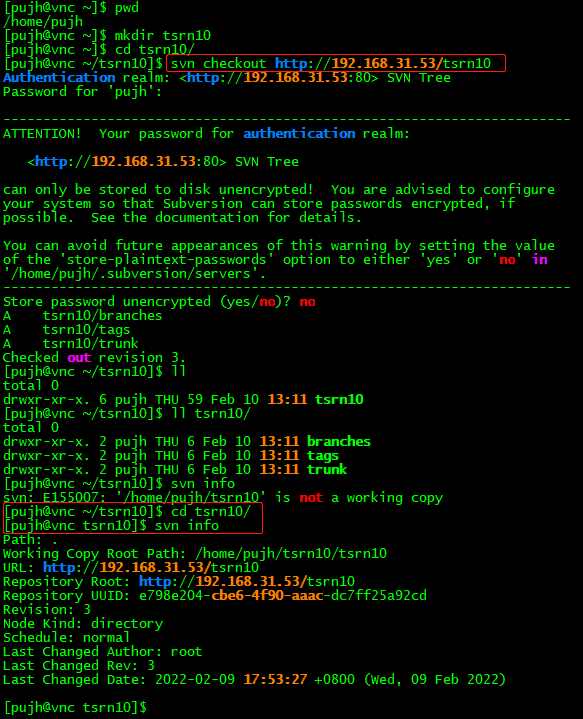 [pujh@vnc ~]$ pwd
/home/pujh
[pujh@vnc ~]$ mkdir tsrn10
[pujh@vnc ~]$ cd tsrn10/
[pujh@vnc ~/tsrn10]$ svn checkout http://192.168.31.53/tsrn10
Authentication realm: <http://192.168.31.53:80> SVN Tree
Password for 'pujh':
-----------------------------------------------------------------------
ATTENTION!  Your password for authentication realm:
   <http://192.168.31.53:80> SVN Tree
can only be stored to disk unencrypted!  You are advised to configure
your system so that Subversion can store passwords encrypted, if
possible.  See the documentation for details.
You can avoid future appearances of this warning by setting the value
of the 'store-plaintext-passwords' option to either 'yes' or 'no' in
'/home/pujh/.subversion/servers'.
-----------------------------------------------------------------------
Store password unencrypted (yes/no)? no
A    tsrn10/branches
A    tsrn10/tags
A    tsrn10/trunk
Checked out revision 3.
[pujh@vnc ~/tsrn10]$ ll
total 0
drwxr-xr-x. 6 pujh THU 59 Feb 10 13:11 tsrn10
[pujh@vnc ~/tsrn10]$ ll tsrn10/
total 0
drwxr-xr-x. 2 pujh THU 6 Feb 10 13:11 branches
drwxr-xr-x. 2 pujh THU 6 Feb 10 13:11 tags
drwxr-xr-x. 2 pujh THU 6 Feb 10 13:11 trunk
[pujh@vnc ~/tsrn10]$ svn info
svn: E155007: '/home/pujh/tsrn10' is not a working copy
[pujh@vnc ~/tsrn10]$ cd tsrn10/
[pujh@vnc tsrn10]$ svn info
Path: .
Working Copy Root Path: /home/pujh/tsrn10/tsrn10
URL: http://192.168.31.53/tsrn10
Repository Root: http://192.168.31.53/tsrn10
Repository UUID: e798e204-cbe6-4f90-aaac-dc7ff25a92cd
Revision: 3
Node Kind: directory
Schedule: normal
Last Changed Author: root
Last Changed Rev: 3
Last Changed Date: 2022-02-09 17:53:27 +0800 (Wed, 09 Feb 2022)
[pujh@vnc tsrn10]$